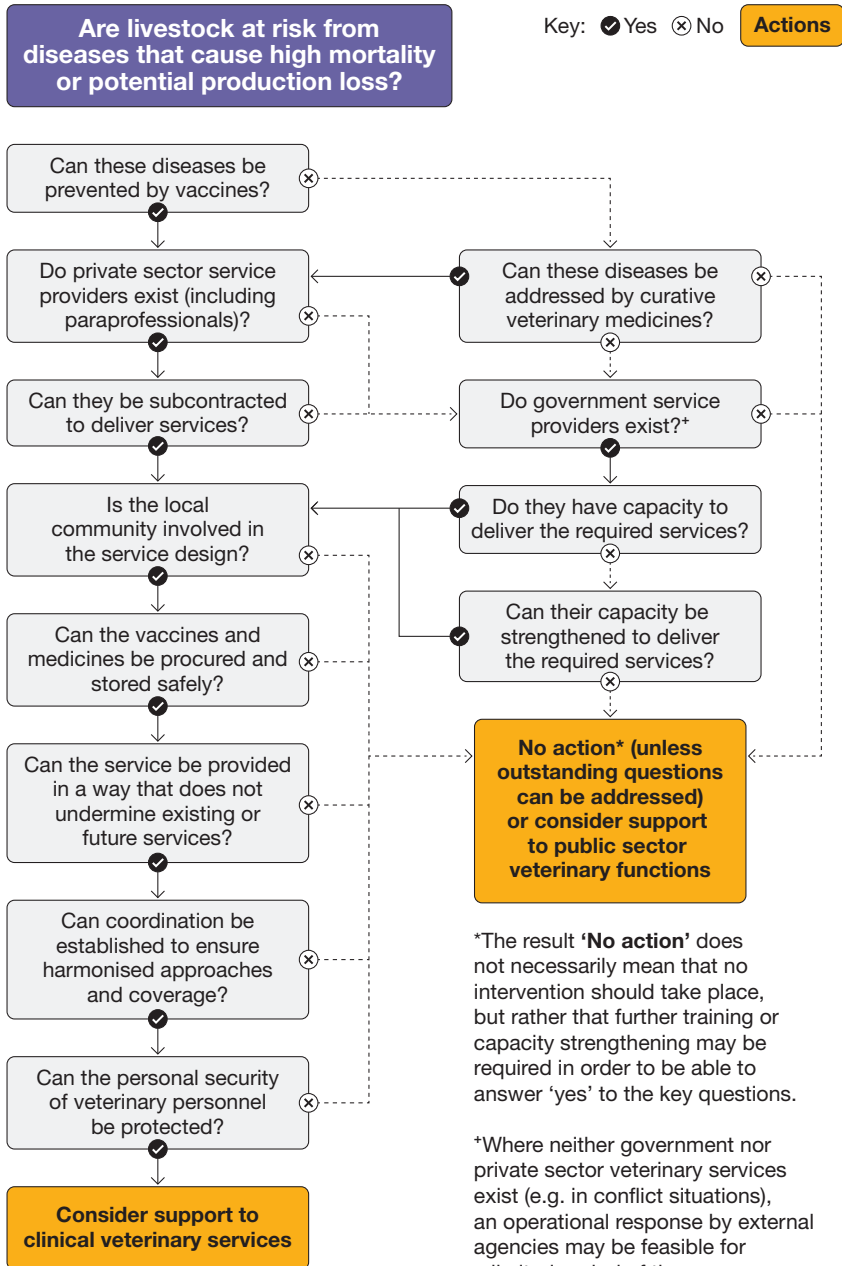 Are livestock at risk from
diseases that cause high mortality
or potential production loss?
Key: Yes No Actions
Can these diseases be
prevented by vaccines?
Do private sector service
providers exist (including
paraprofessionals)?
Can these diseases be
addressed by curative
veterinary medicines?
Can they be subcontracted
to deliver services?
Do government service
providers exist?+
Is the local
community involved in
the service design?
Do they have capacity to
deliver the required services?
Can the vaccines and
medicines be procured and
stored safely?
Can their capacity be
strengthened to deliver
the required services?
Can the service be provided
in a way that does not
undermine existing or
future services?
No action* (unless
outstanding questions
can be addressed)
or consider support
to public sector
veterinary functions
Can coordination be
established to ensure
harmonised approaches
and coverage?
Can the personal security
of veterinary personnel
be protected?
Consider support to
clinical veterinary services
*The result ‘No action’ does
not necessarily mean that no
intervention should take place,
but rather that further training or
capacity strengthening may be
required in order to be able to
answer ‘yes’ to the key questions.
+Where neither government nor
private sector veterinary services
exist (e.g. in conflict situations),
an operational response by external
agencies may be feasible for